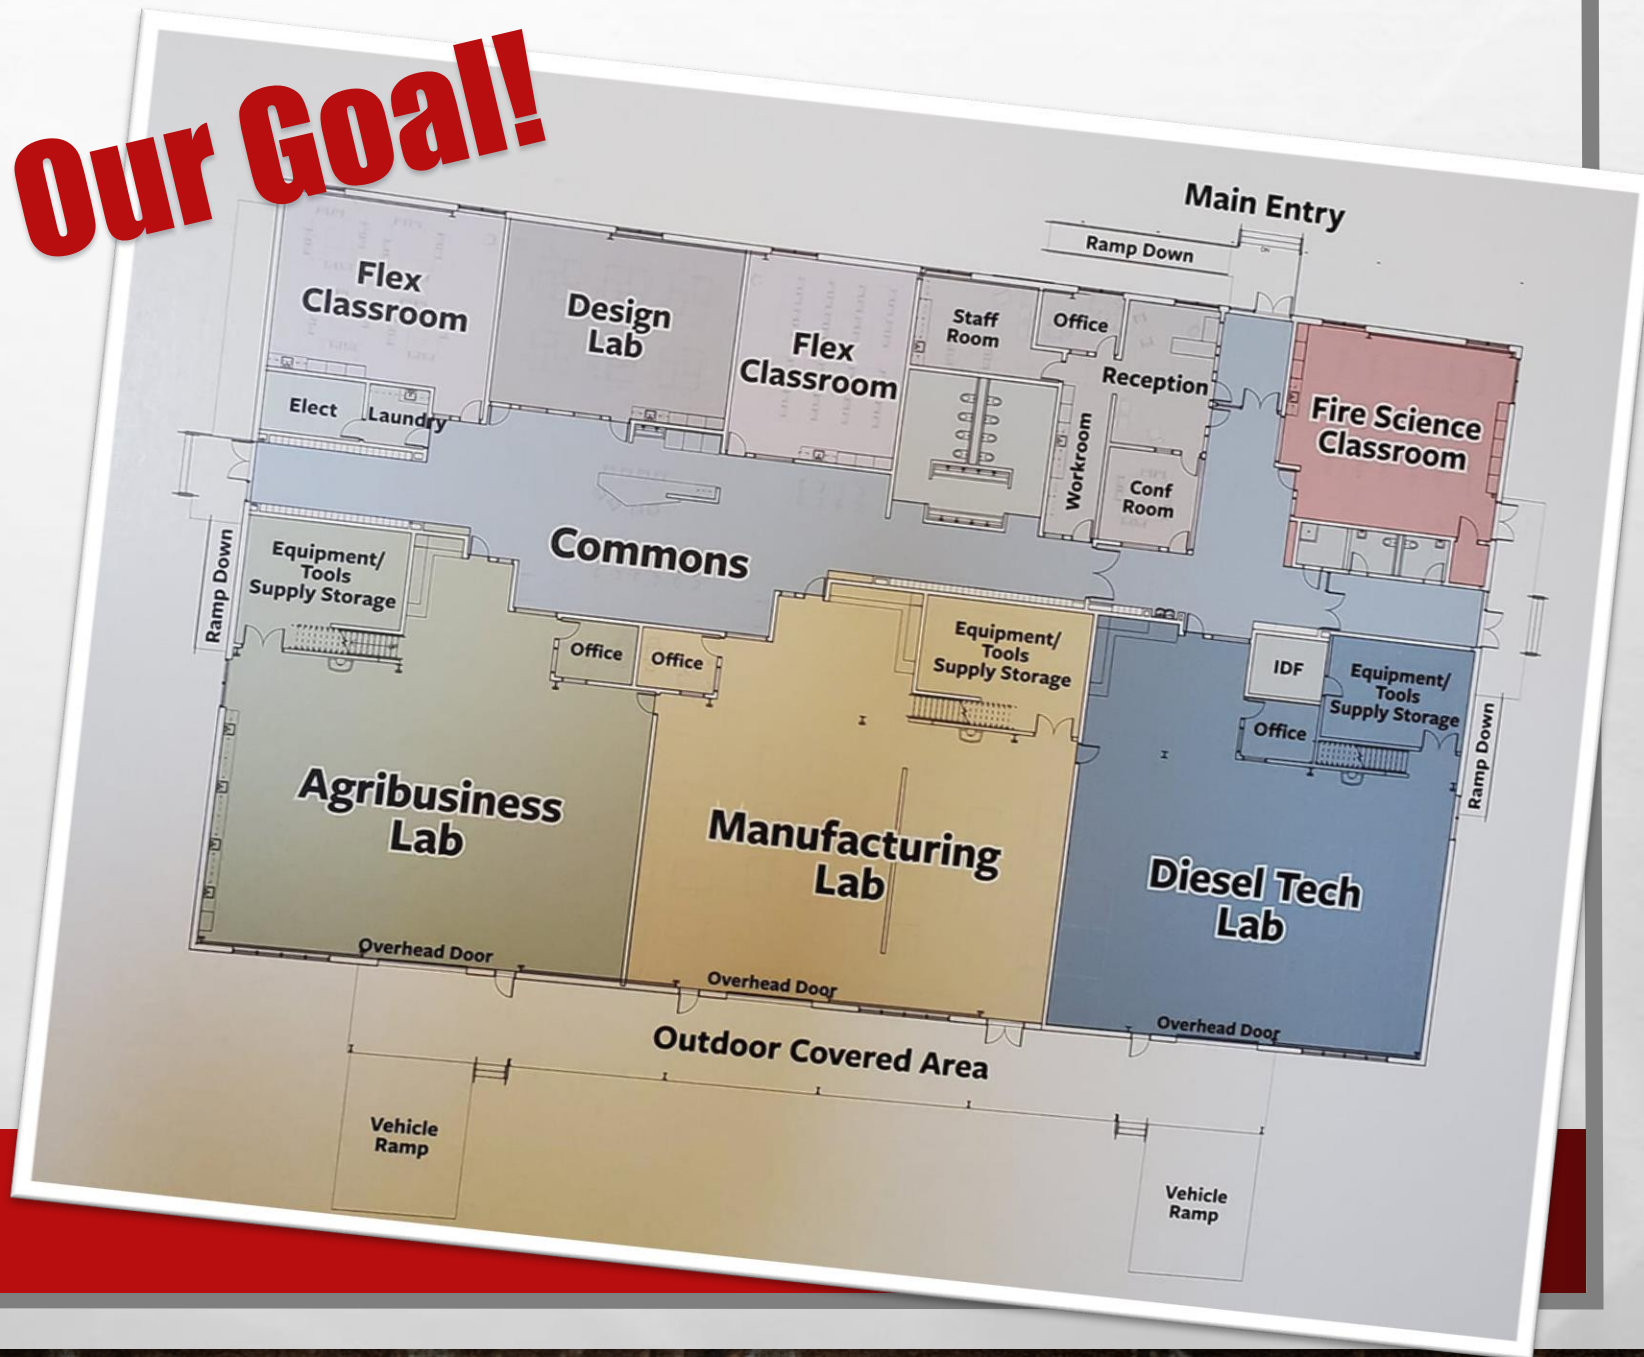 Our Goal!
Main Entry
Ramp Down
Flex
Classroom
Design
Lab
Flex
Classroom
Staff
Room
Office
Reception
Fire Science
Classroom
Elect
Laundry
Workroom
Conf
Room
Commons
Ramp Down
Equipment/
Tools
Supply Storage
Office
Office
Equipment/
Tools
Supply Storage
IDF
Equipment/
Tools
Supply Storage
Office
Ramp Down
Agribusiness
Lab
Manufacturing
Lab
Diesel Tech
Lab
Overhead Door
Overhead Door
Overhead Door
Outdoor Covered Area
Vehicle
Ramp
Vehicle
Ramp